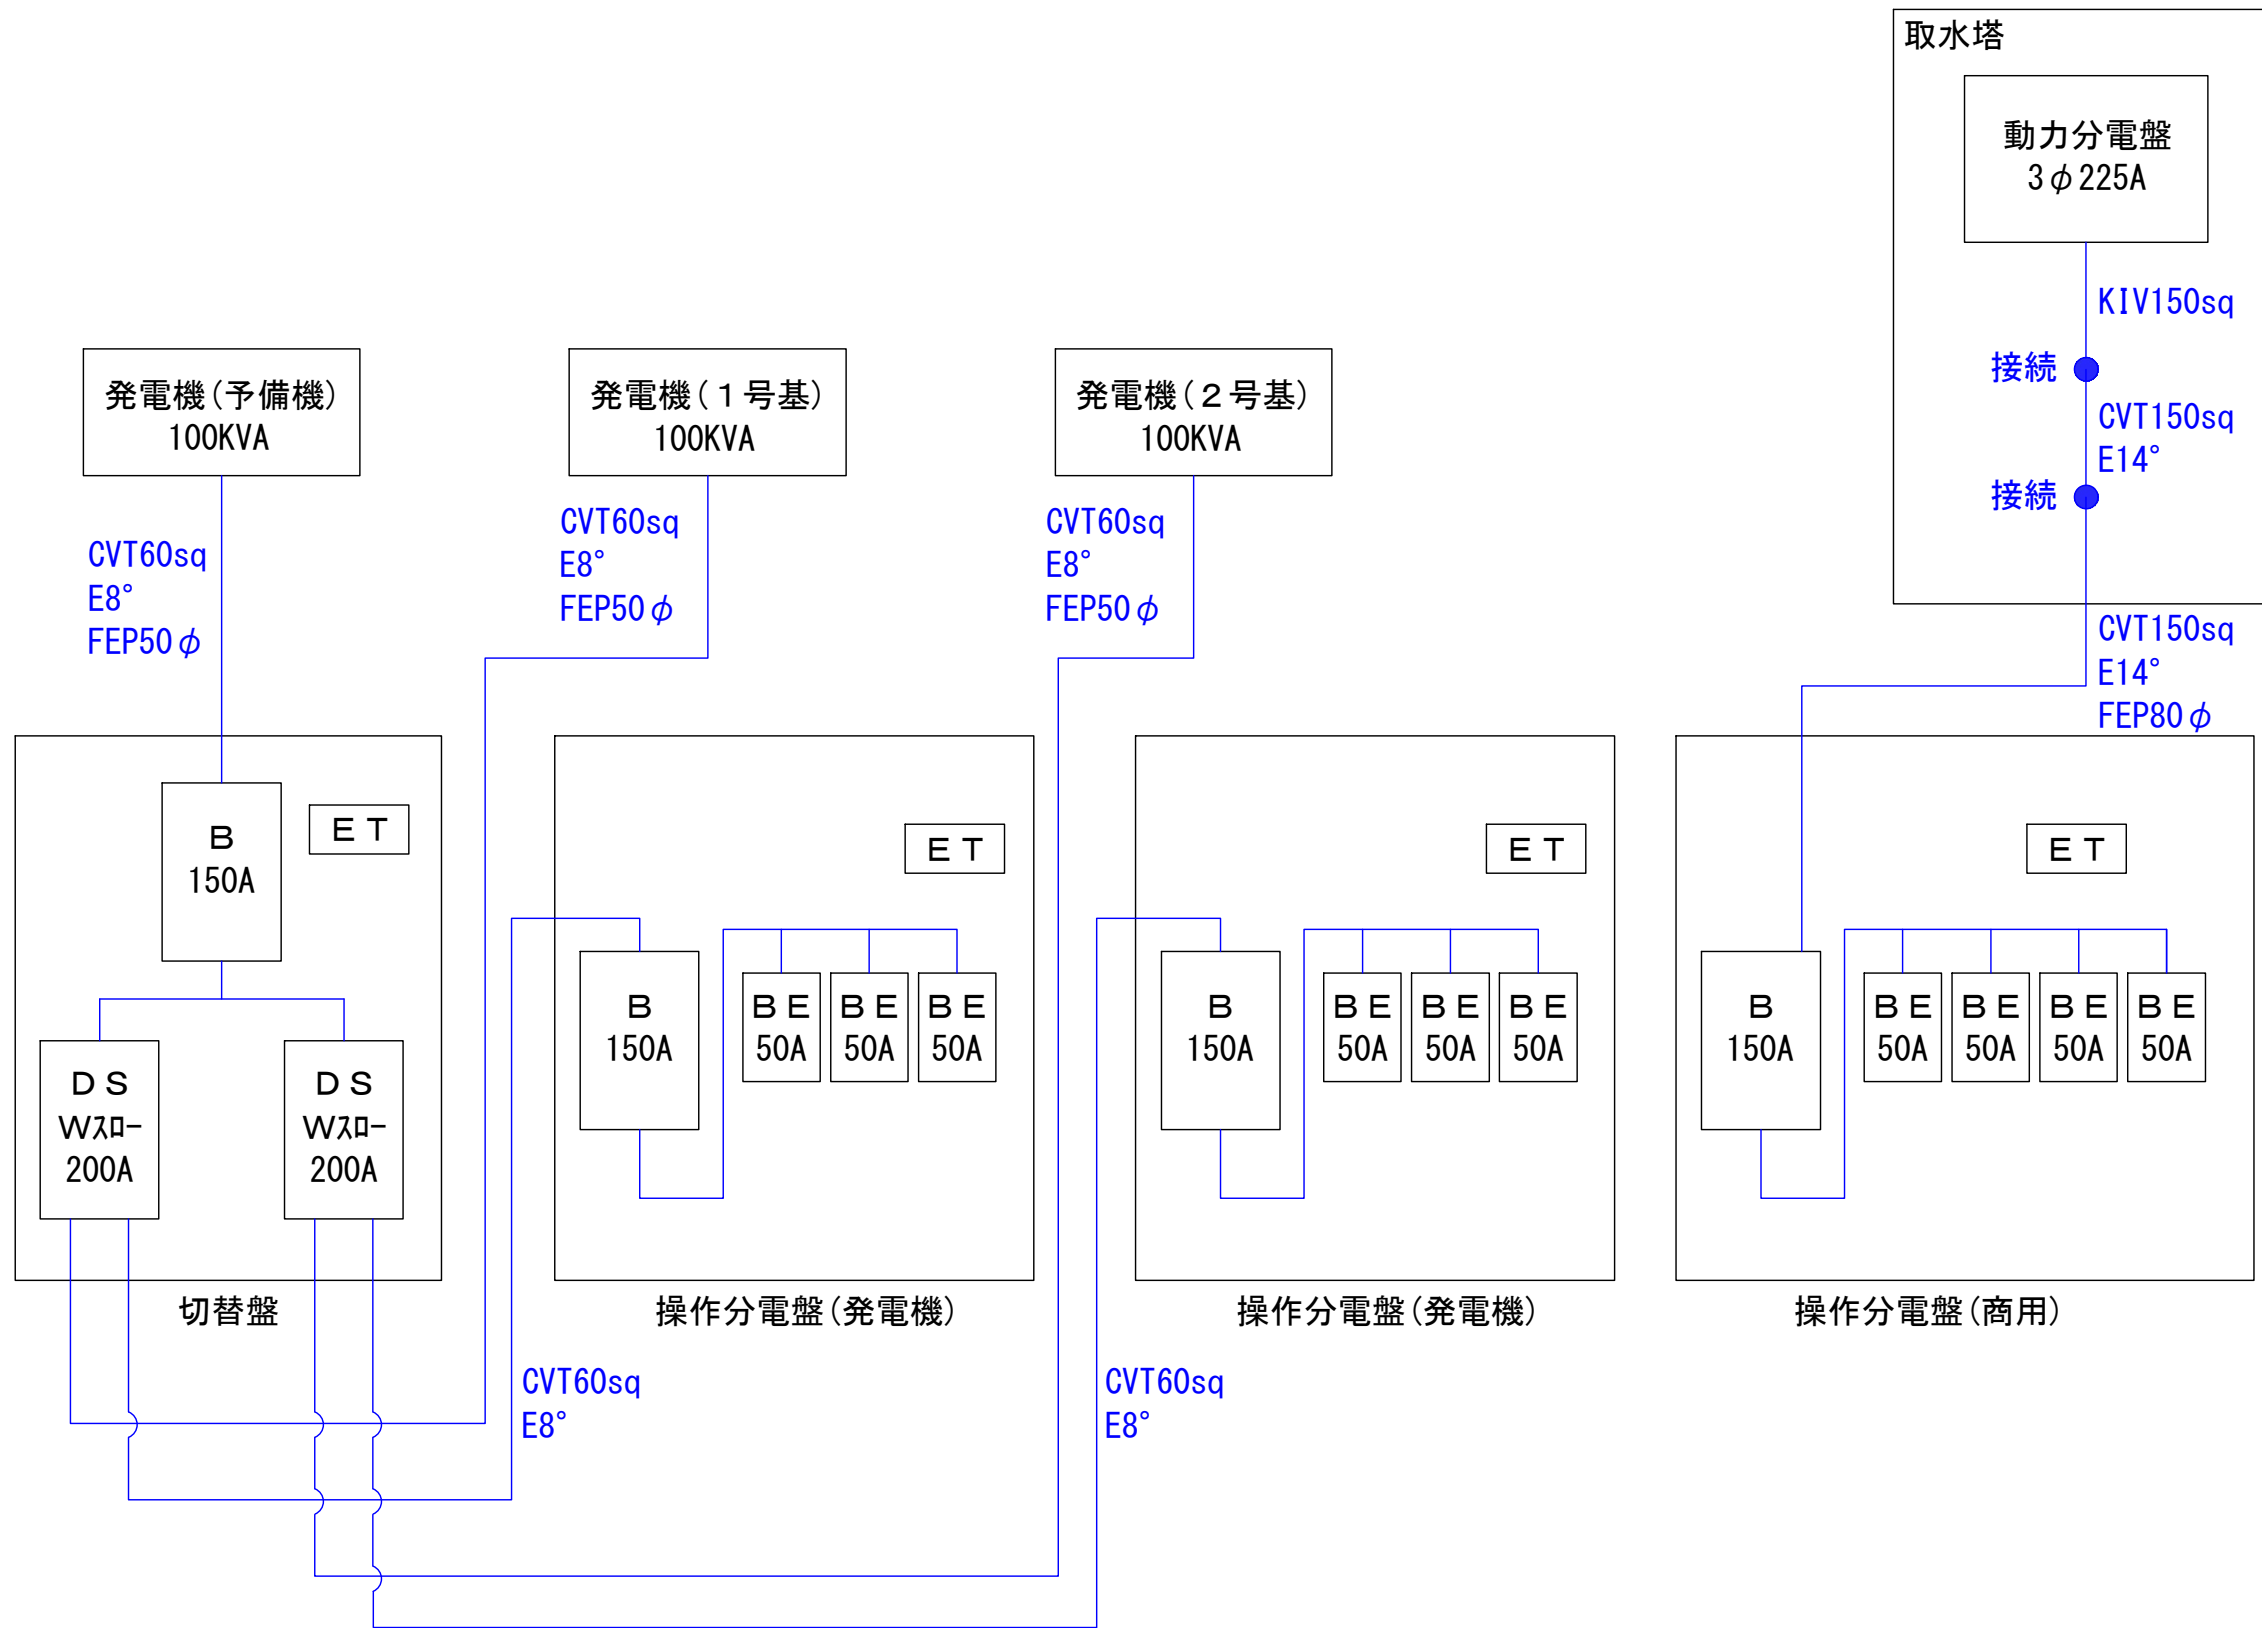 取水塔
動力分電盤
3φ225A
KIV150sq
接続
CVT150sq
E14°
接続
CVT150sq
E14°
FEP80φ
発電機(予備機)
100KVA
発電機(1号基)
100KVA
発電機(2号基)
100KVA
CVT60sq
E8°
FEP50φ
CVT60sq
E8°
FEP50φ
CVT60sq
E8°
FEP50φ
B
150A
ET
DS
Wスロー
200A
DS
Wスロー
200A
切替盤
ET
B
150A
BE
50A
BE
50A
BE
50A
操作分電盤(発電機)
ET
B
150A
BE
50A
BE
50A
BE
50A
操作分電盤(発電機)
ET
B
150A
BE
50A
BE
50A
BE
50A
BE
50A
操作分電盤(商用)
CVT60sq
E8°
CVT60sq
E8°